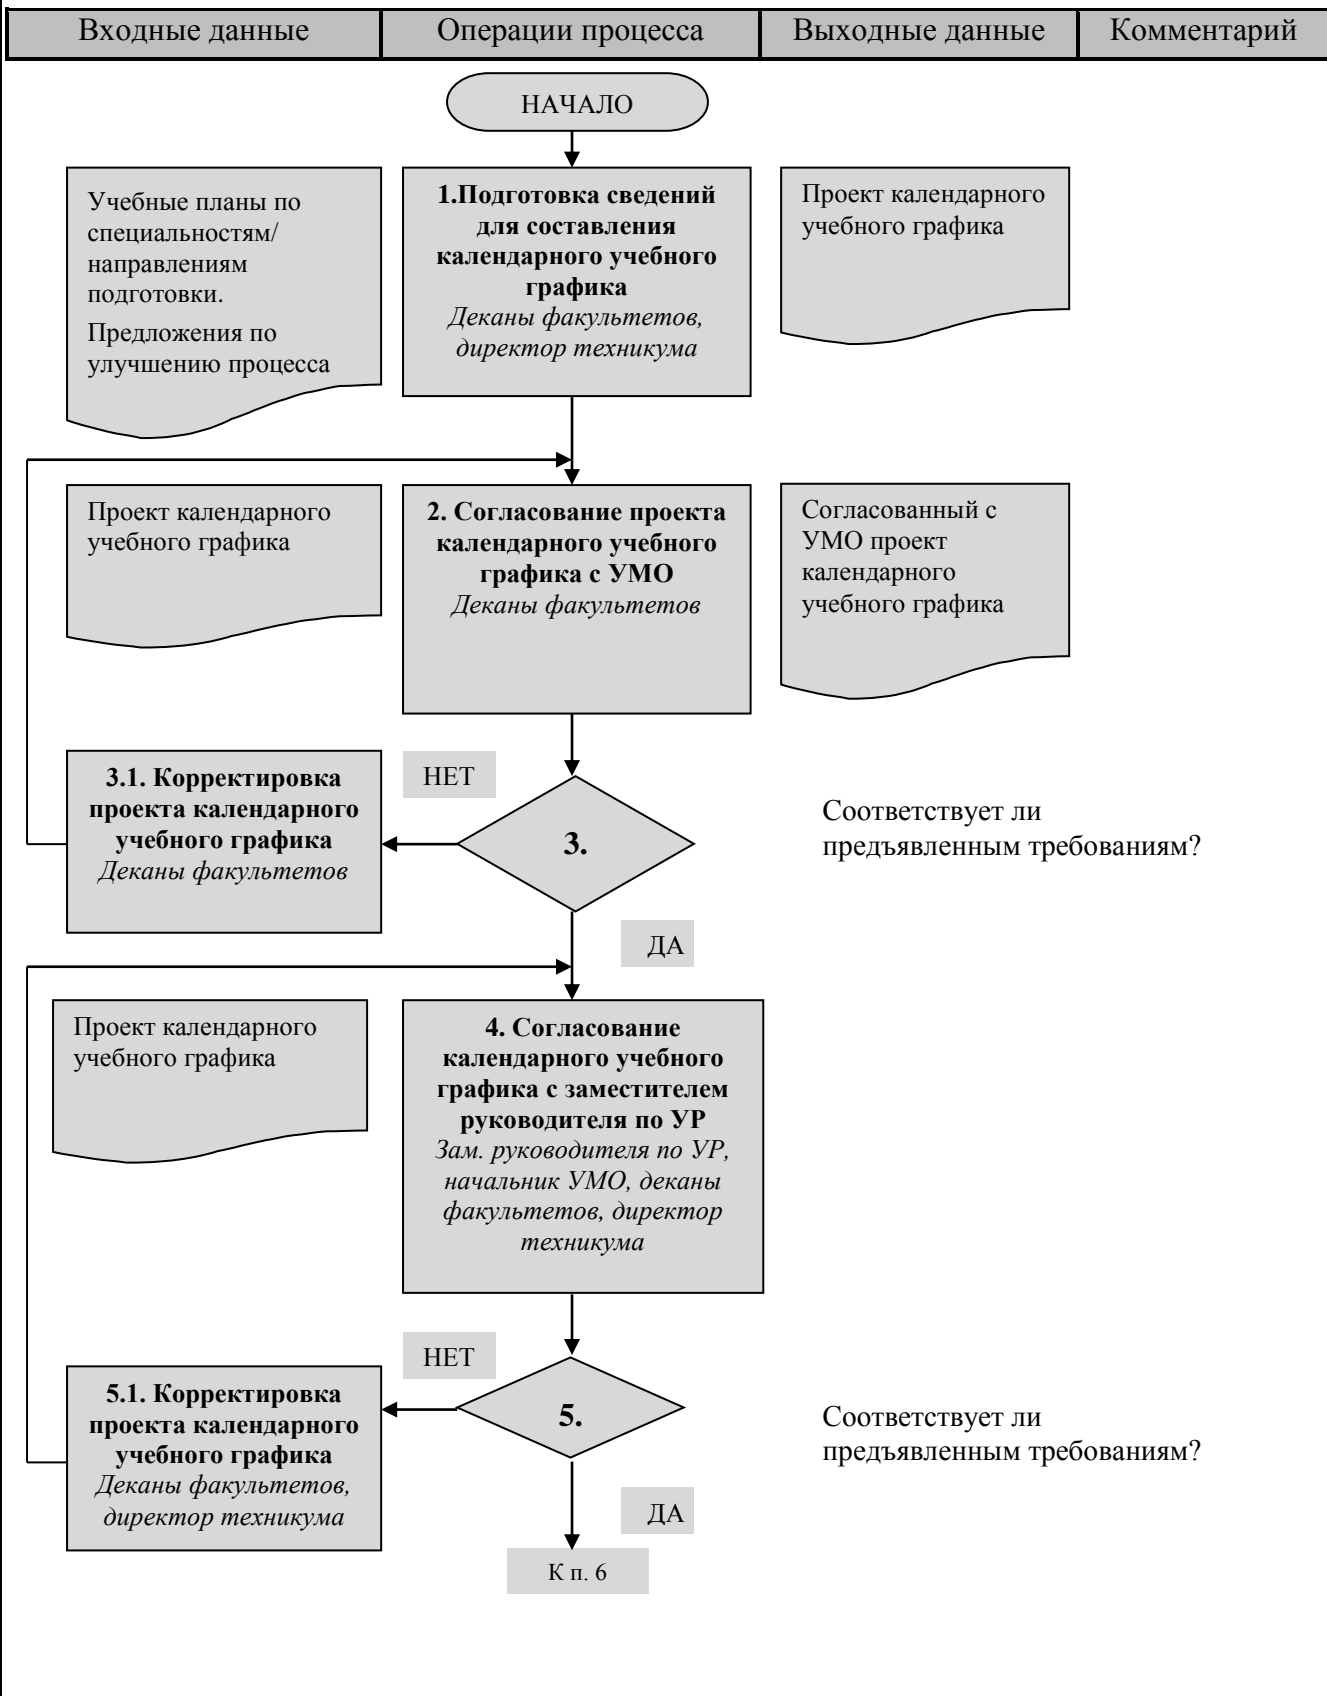 Входные данные
Операции процесса
Выходные данные
Комментарий
НАЧАЛО
Учебные планы по
специальностям/
направлениям
подготовки.
Предложения по
улучшению процесса
1.Подготовка сведений
для составления
календарного учебного
графика
Деканы факультетов,
директор техникума
Проект календарного
учебного графика
Проект календарного
учебного графика
2. Согласование проекта
календарного учебного
графика с УМО
Деканы факультетов
Согласованный с
УМО проект
календарного
учебного графика
3.1. Корректировка
проекта календарного
учебного графика
Деканы факультетов
НЕТ
3.
Соответствует ли
предъявленным требованиям?
ДА
Проект календарного
учебного графика
4. Согласование
календарного учебного
графика с заместителем
руководителя по УР
Зам. руководителя по УР,
начальник УМО, деканы
факультетов, директор
техникума
НЕТ
5.1. Корректировка
проекта календарного
учебного графика
Деканы факультетов,
директор техникума
5.
Соответствует ли
предъявленным требованиям?
ДА
К п. 6